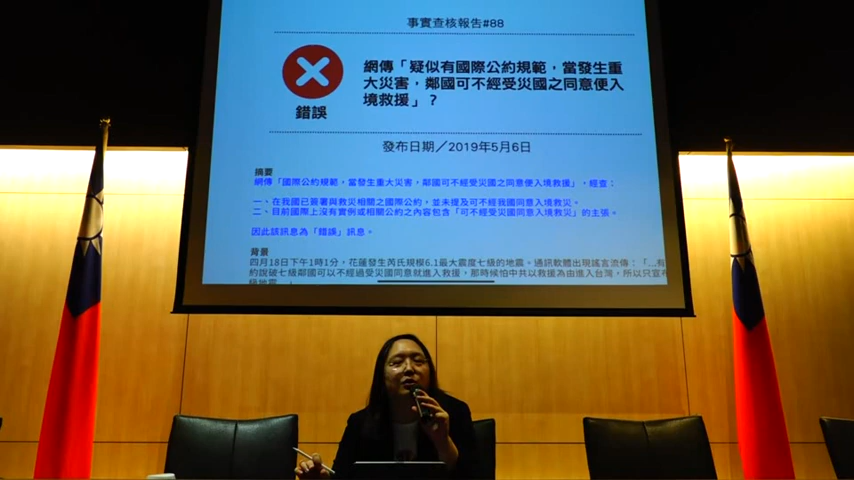 事實查核報告#88
網傳「疑似有國際公約規範，當發生重
大災害，鄰國可不經受災國之同意便入
境救援」？
錯誤
發布日期／2019年5月6日
摘要
網傳「國際公約規範，當發生重大災害，鄰國可不經受災國之同意便入境救援」，經查：
一、在我國已簽署與救災相關之國際公約，並未提及可不經我國同意入境救災。
二、目前國際上沒有實例或相關公約之內容包含「可不經受災國同意入境救災」的主張。
因此該訊息為「錯誤」訊息。
背景
四月18日下午1時1分，花蓮發生芮氏規模6.1最大震度七級的地震。通訊軟體出現謠言流傳：「...有
約說破七級鄰國可以不經過受災國同意就進入救援，那時候怕中共以救援為由進入台灣，所以只宣布
級地震